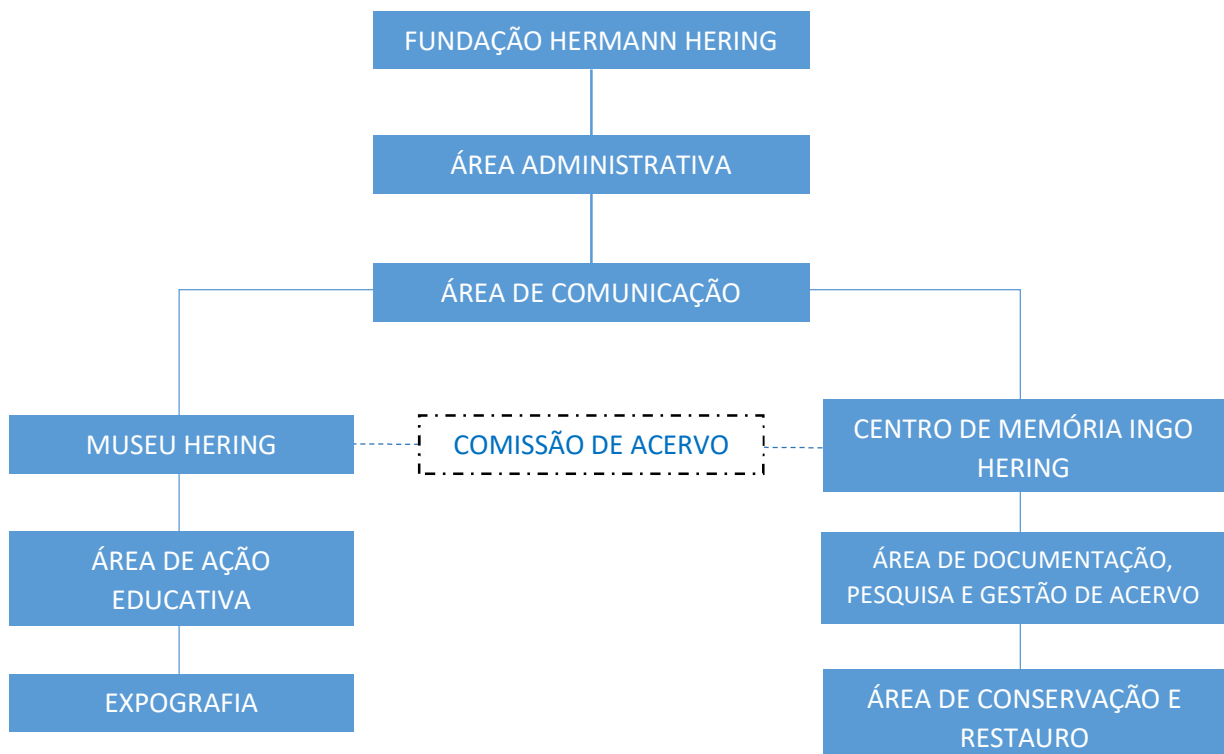 FUNDAÇÃO HERMANN HERING
ÁREA ADMINISTRATIVA
ÁREA DE COMUNICAÇÃO
MUSEU HERING
COMISSÃO DE ACERVO
CENTRO DE MEMÓRIA INGO
HERING
ÁREA DE AÇÃO
EDUCATIVA
ÁREA DE DOCUMENTAÇÃO,
PESQUISA E GESTÃO DE ACERVO
EXPOGRAFIA
ÁREA DE CONSERVAÇÃO E
RESTAURO